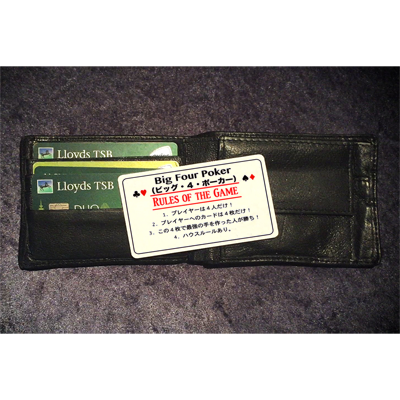 Lloyds TSB
Lloyds TSB
DUO
Big Four Poker
(ビッグ・4・ポーカー)
RULES OF THE GAME
1. プレイヤーは4人だけ!
2. プレイヤーへのカードは4枚だけ!
3. この4枚で最強の手を作った人が勝ち!
4. ハウスルールあり。